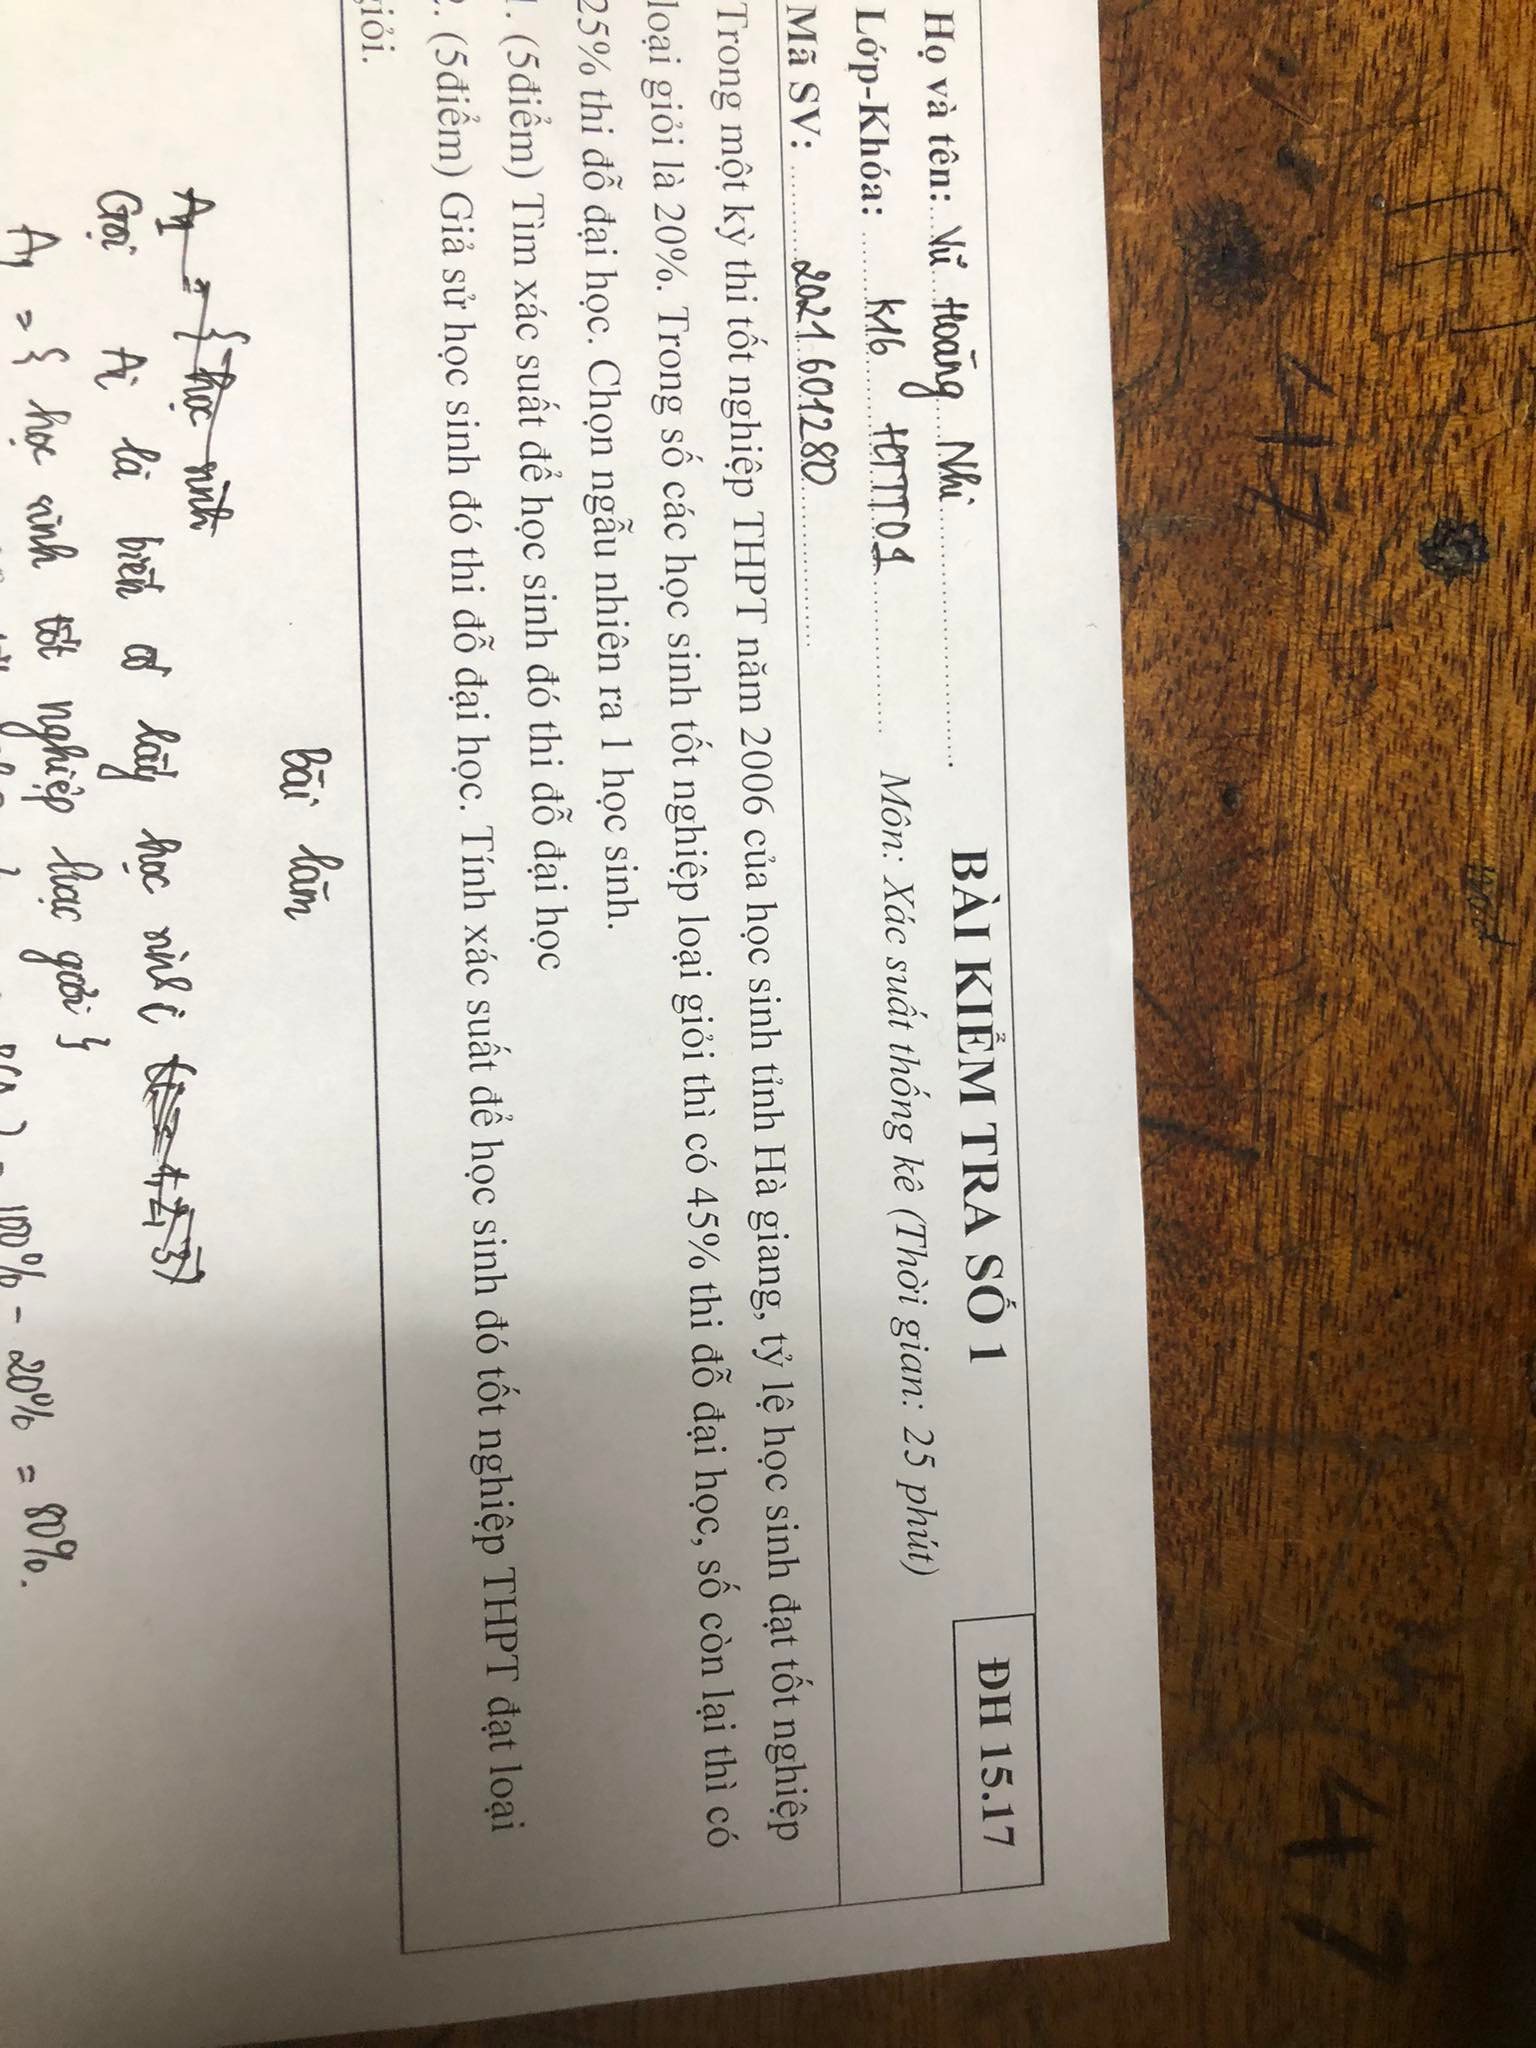 BÀI KIỂM TRA SỐ 1
ĐH 15.17
Họ và tên: Vũ Hoàng Nhi
Lớp-Khóa: K16 HTTT01 Môn: Xác suất thống kê (Thời gian: 25 phút)
Mã SV: 2021601280
Trong một kỳ thi tốt nghiệp THPT năm 2006 của học sinh tỉnh Hà giang, tỷ lệ học sinh đạt tốt nghiệp
loại giỏi là 20%. Trong số các học sinh tốt nghiệp loại giỏi thì có 45% thi đỗ đại học, số còn lại thì có
25% thi đỗ đại học. Chọn ngẫu nhiên ra 1 học sinh.
1. (5điểm) Tìm xác suất để học sinh đó thi đỗ đại học
2. (5điểm) Giả sử học sinh đó thi đỗ đại học. Tính xác suất để học sinh đó tốt nghiệp THPT đạt loại
giỏi.
bài làm
A1 = { học sinh
Gọi Ai là biến cố lấy học sinh i
A1 = { học sinh tốt nghiệp loại giỏi }
100% - 20% = 80%.